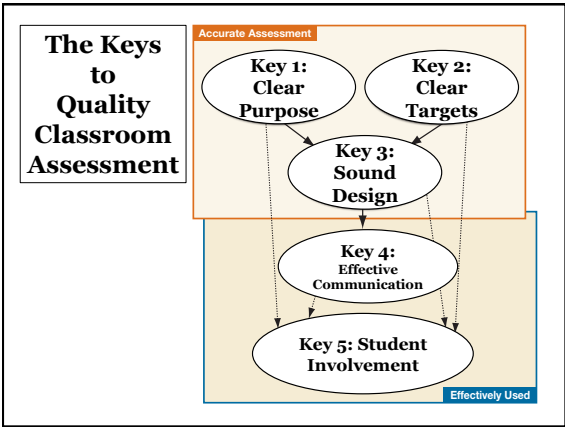 The Keys
to
Quality
Classroom
Assessment
Accurate Assessment
Key 1:
Clear
Purpose
Key 2:
Clear
Targets
Key 3:
Sound
Design
Key 4:
Effective
Communication
Key 5: Student
Involvement
Effectively Used